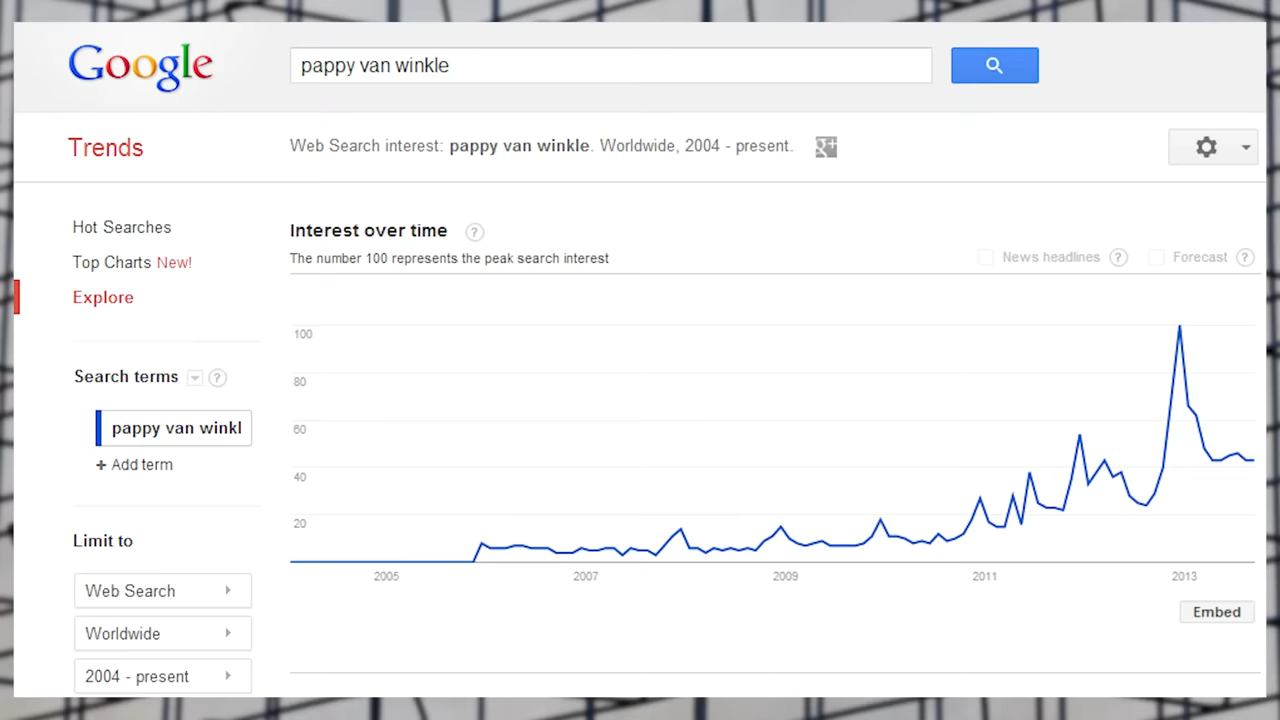 Google
pappy van winkle
Trends
Web Search interest: pappy van winkle. Worldwide, 2004 - present.
g+
Hot Searches
Top Charts New!
Explore
Interest over time ?
The number 100 represents the peak search interest
News headlines ? Forecast ?
100
80
60
40
20
2005 2007 2009 2011 2013
Embed
Search terms ?
pappy van winkl
+ Add term
Limit to
Web Search
Worldwide
2004 - present